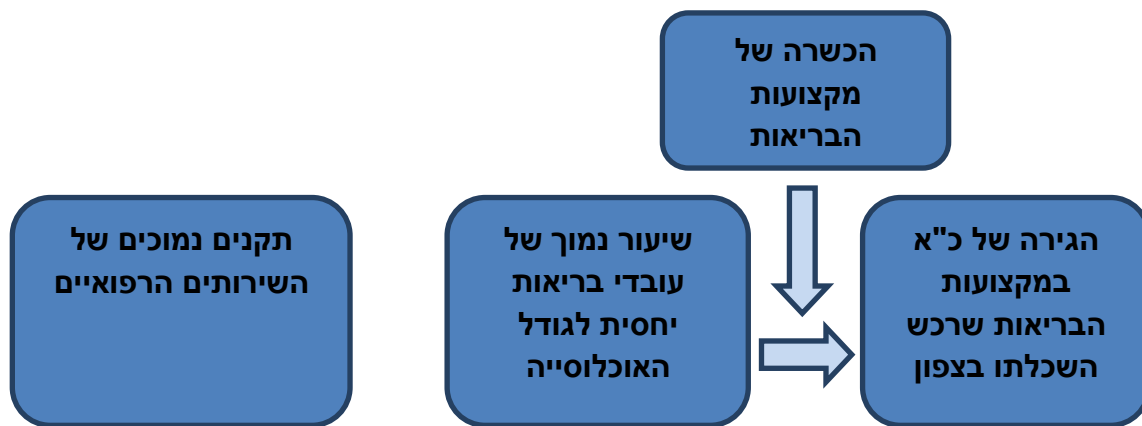 הכשרה של
מקצועות
הבריאות
הגירה של כ"א
במקצועות
הבריאות שרכש
השכלתו בצפון
שיעור נמוך של
עובדי בריאות
יחסית לגודל
האוכלוסייה
תקנים נמוכים של
השירותים הרפואיים